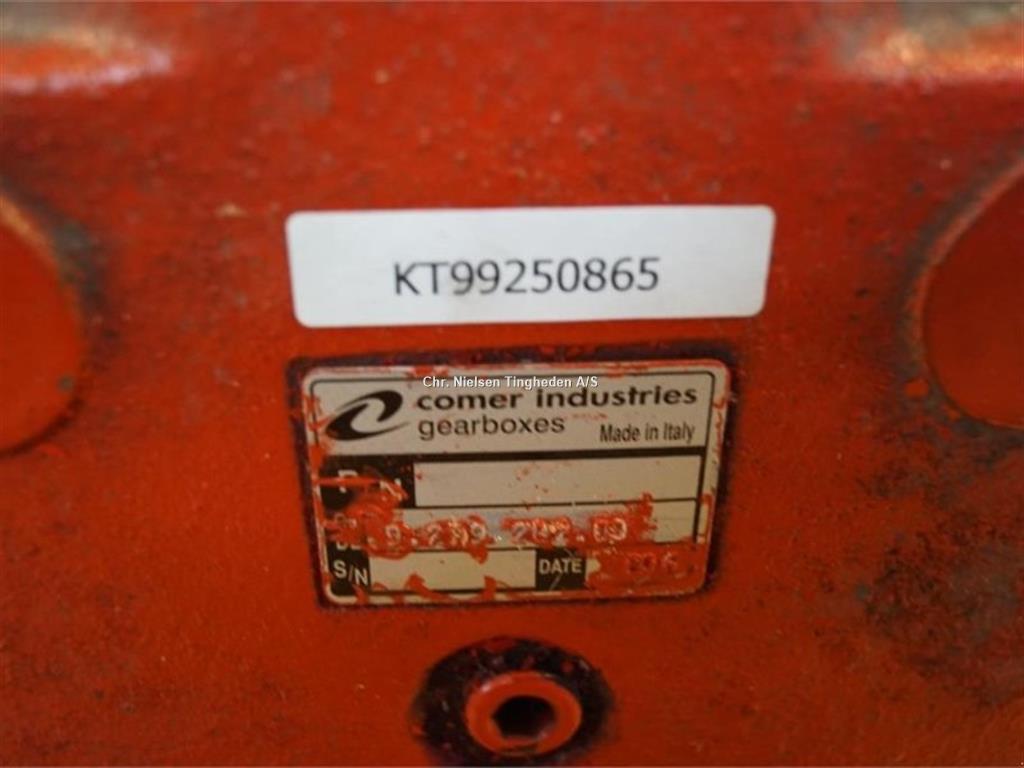 KT99250865
Chr. Nielsen Tingheden A/S
comer industries
gearboxes
Made in Italy
S/N
DATE